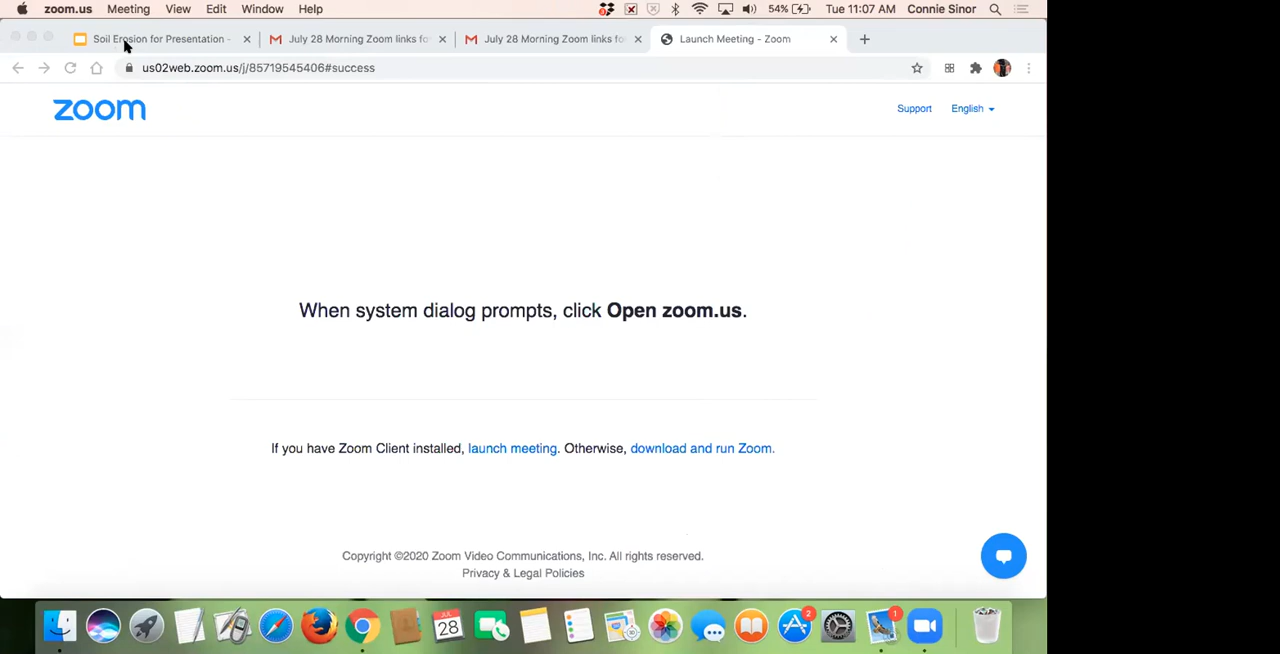 zoom.us Meeting View Edit Window Help 54% Tue 11:07 AM Connie Sinor
Soil Erosion for Presentation - July 28 Morning Zoom links fo July 28 Morning Zoom links fo Launch Meeting - Zoom
us02web.zoom.us/j/85719545406#success
zoom Support English
When system dialog prompts, click Open zoom.us.
If you have Zoom Client installed, launch meeting. Otherwise, download and run Zoom.
Copyright ©2020 Zoom Video Communications, Inc. All rights reserved.
Privacy & Legal Policies
JUL
28 2 1